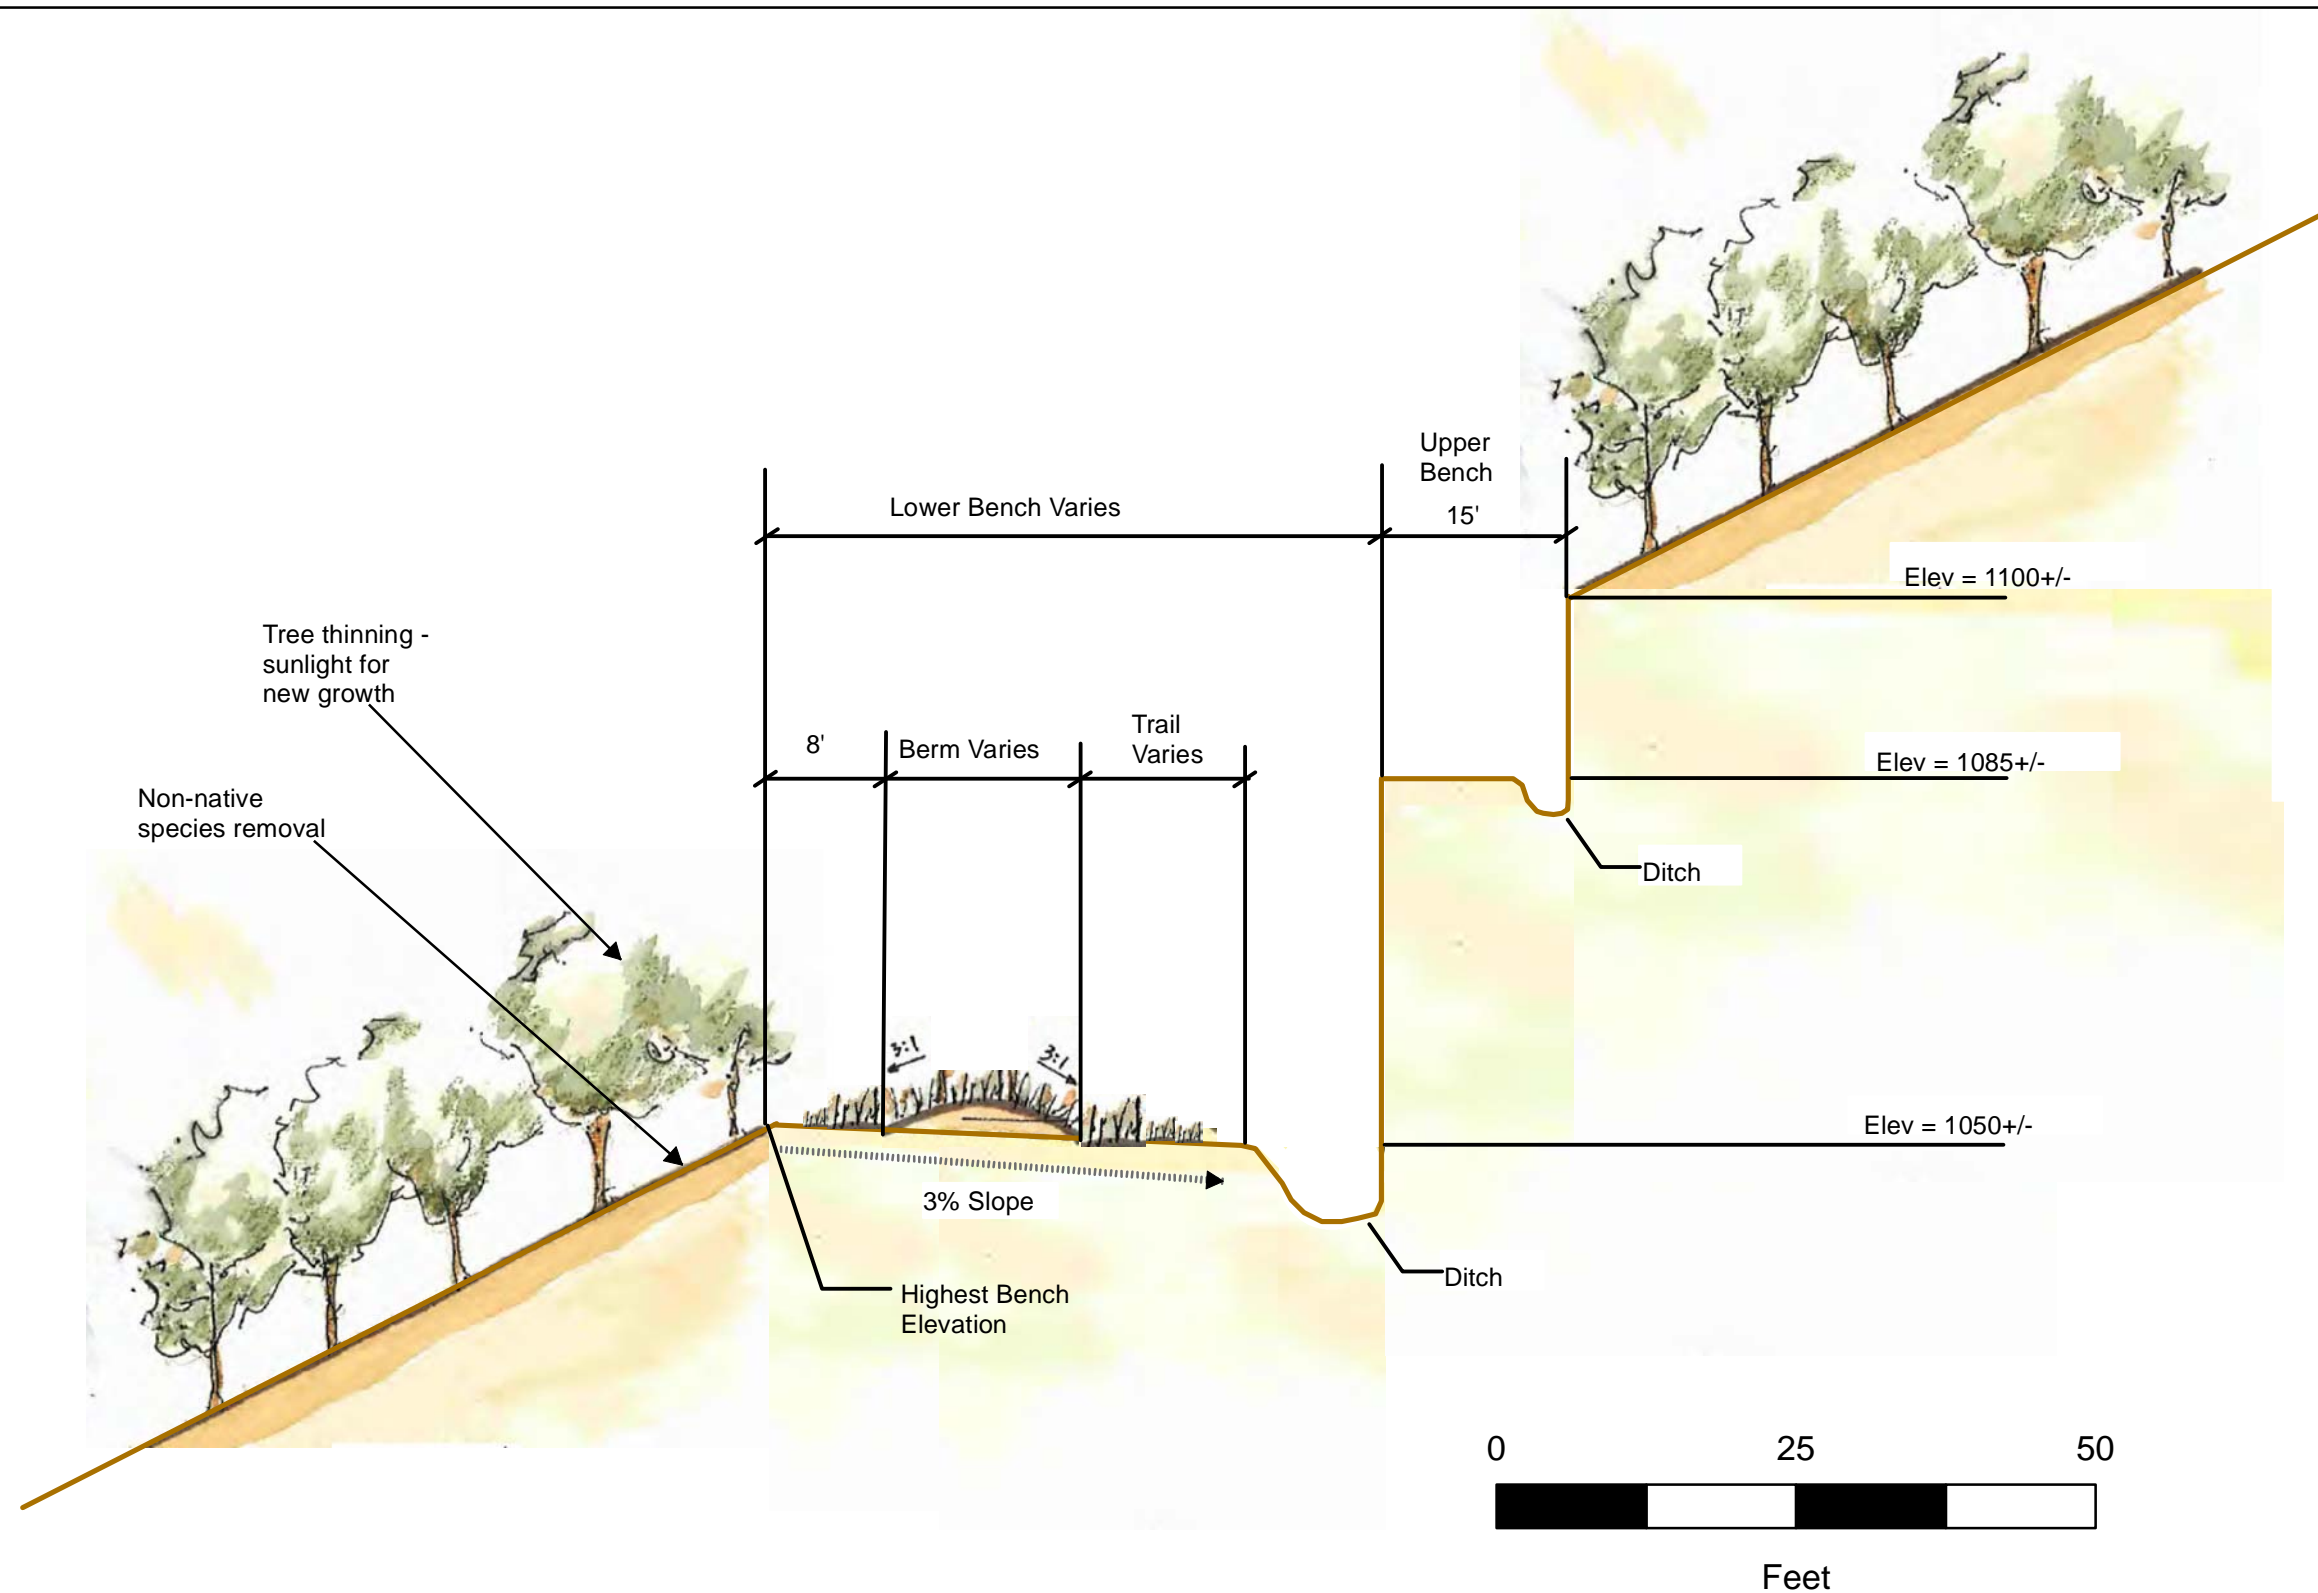 Upper
Bench
Lower Bench Varies
15'
Elev = 1100+/-
Tree thinning -
sunlight for
new growth
8'
Berm Varies
Trail
Varies
Elev = 1085+/-
Non-native
species removal
Ditch
3:1
3:1
Elev = 1050+/-
3% Slope
Ditch
Highest Bench
Elevation
0 25 50
Feet